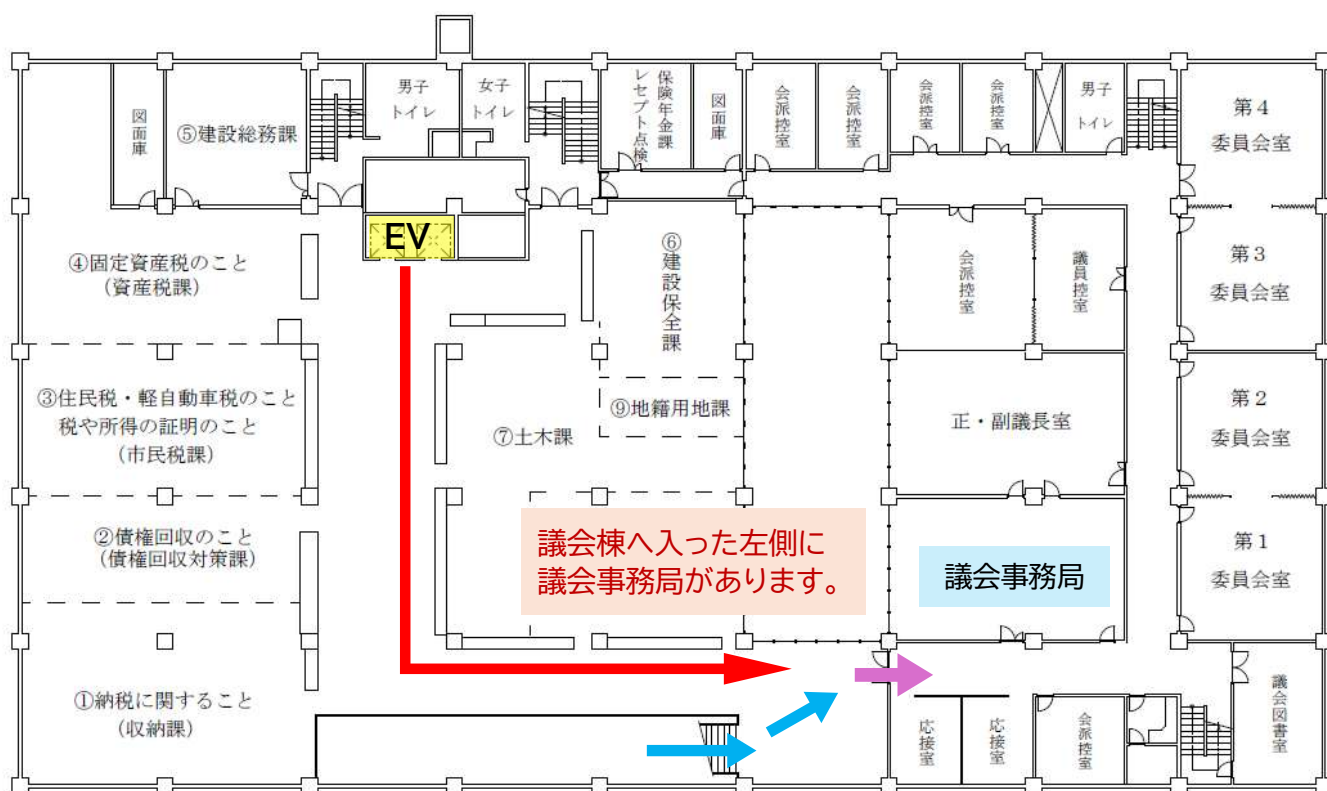 図面庫
⑤建設総務課
男子
トイレ
女子
トイレ
保険年金課
レセプト点検
図面庫
会派控室
会派控室
会派控室
会派控室
男子
トイレ
第4
委員会室
EV
④固定資産税のこと
(資産税課)
⑥建設保全課
会派控室
議員控室
第3
委員会室
③住民税・軽自動車税のこと
税や所得の証明のこと
(市民税課)
⑨地籍用地課
⑦土木課
正・副議長室
第2
委員会室
②債権回収のこと
(債権回収対策課)
議会棟へ入った左側に
議会事務局があります。
議会事務局
第1
委員会室
①納税に関すること
(収納課)
応接室
応接室
会派控室
議会図書室